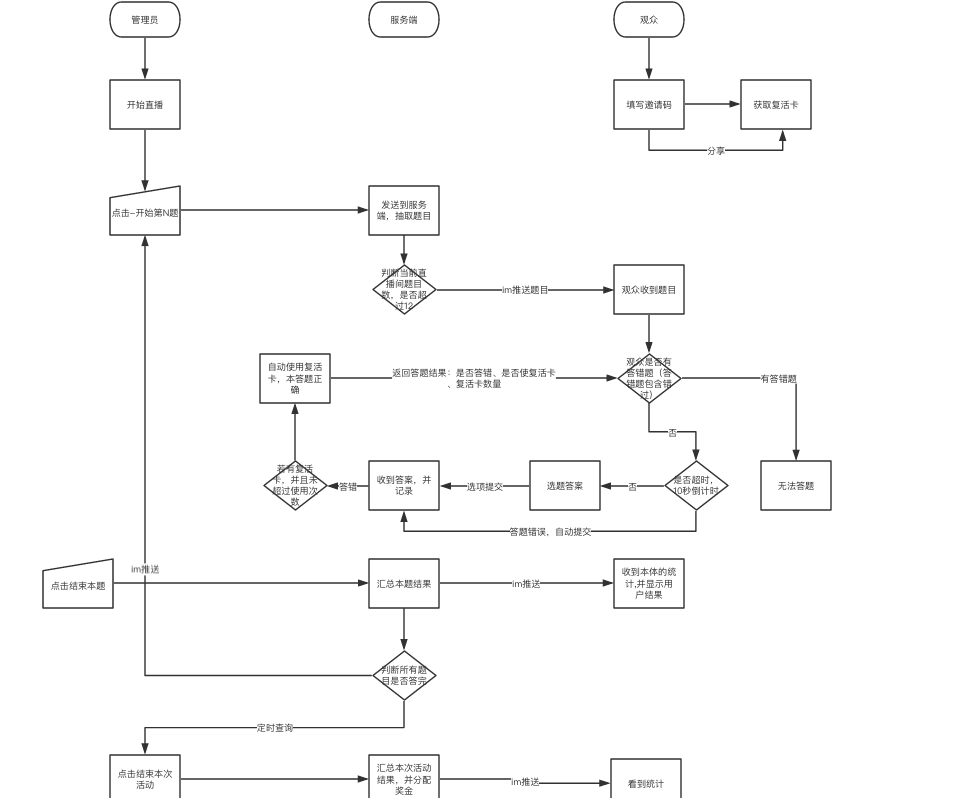 管理员
服务端
观众
开始直播
填写邀请码
获取复活卡
分享
点击-开始第N题
发送到服务
端，抽取题目
判断当前直
播间题目
数，是否超
过12
im推送题目
观众收到题目
自动使用复活
卡，本答题正
确
返回答题结果：是否答错、是否使复活卡
、复活卡数量
观众是否有
答错题（答
错题包含错
过）
有答错题
否
若有复活
卡，并且未
超过使用次
数
答错
收到答案，并
记录
选项提交
选题答案
否
是否超时，
10秒倒计时
无法答题
答题错误，自动提交
im推送
点击结束本题
汇总本题结果
im推送
收到本体的统
计,并显示用
户结果
判断所有题
目是否答完
定时查询
点击结束本次
活动
汇总本次活动
结果，并分配
奖金
im推送
看到统计